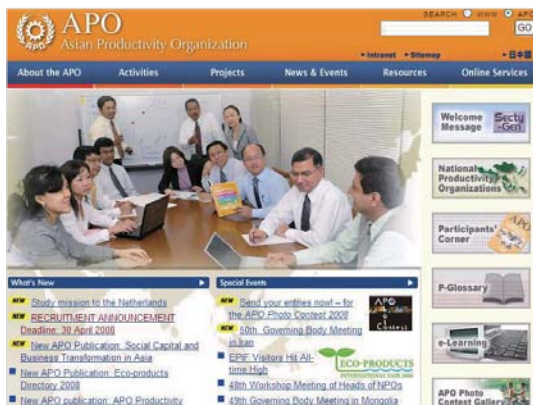 SEARCH WWW APO
APO
Asian Productivity Organization
GO
Intranet Sitemap 日本語
About the APO Activities Projects News & Events Resources Online Services
Welcome Message Secty-Gen
National Productivity Organizations
Participants' Corner APO
P-Glossary
e-Learning
APO Photo Contest Gallery
What's New
NEW Study mission to the Netherlands
NEW RECRUITMENT ANNOUNCEMENT
Deadline: 30 April 2008
NEW New APO Publication: Social Capital and
Business Transformation in Asia
New APO Publication: Eco-products
Directory 2008
New APO publication: APO Productivity
Special Events
NEW Send your entries now! – for
the APO Photo Contest 2008
NEW 50th Governing Body Meeting
in Iran
EPIF Visitors Hit All-
time High
48th Workshop Meeting of Heads of NPOs
49th Governing Body Meeting in Mongolia
APO
Contest
ECO-PRODUCTS
INTERNATIONAL FAIR 2008